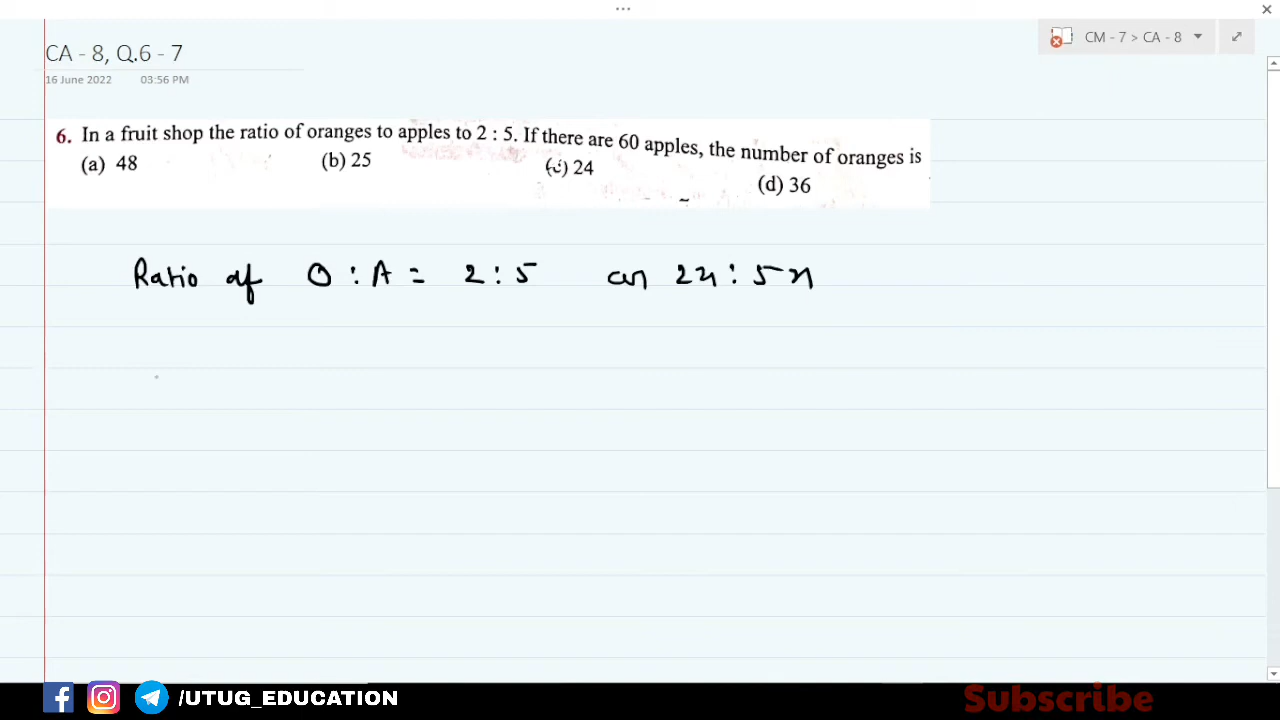 ...
CA - 8, Q.6 - 7
CM - 7 > CA - 8
16 June 2022 03:56 PM
6. In a fruit shop the ratio of oranges to apples to 2 : 5. If there are 60 apples, the number of oranges is
(a) 48 (b) 25 (c) 24 (d) 36
Ratio of O : A = 2 : 5 or 2x : 5x
/UTUG_EDUCATION
Subscribe